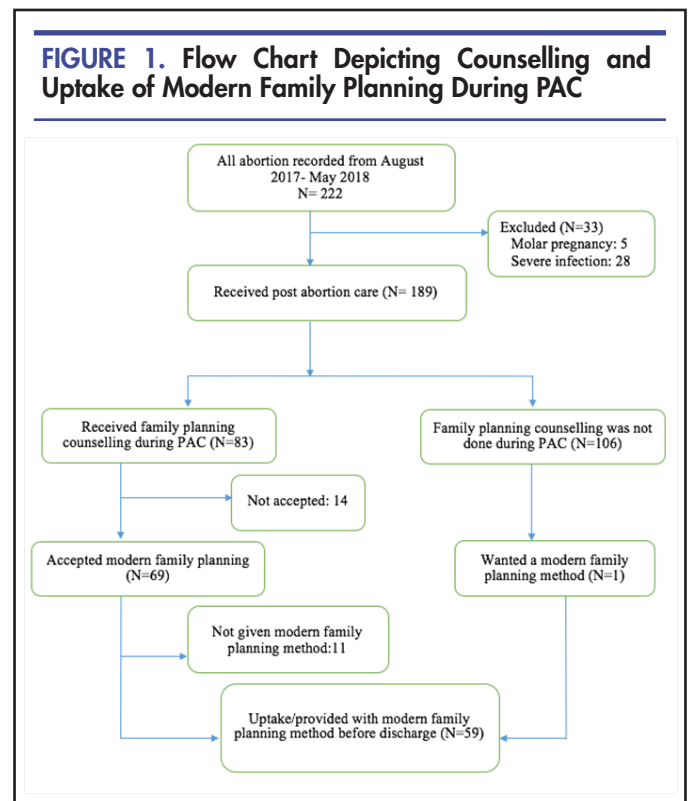 FIGURE 1. Flow Chart Depicting Counselling and
Uptake of Modern Family Planning During PAC
All abortion recorded from August
2017- May 2018
N= 222
Excluded (N=33)
Molar pregnancy: 5
Severe infection: 28
Received post abortion care (N= 189)
Received family planning
counselling during PAC (N=83)
Family planning counselling was not
done during PAC (N=106)
Not accepted: 14
Accepted modern family planning
(N=69)
Wanted a modern family
planning method (N=1)
Not given modern family
planning method:11
Uptake/provided with modern family
planning method before discharge (N=59)